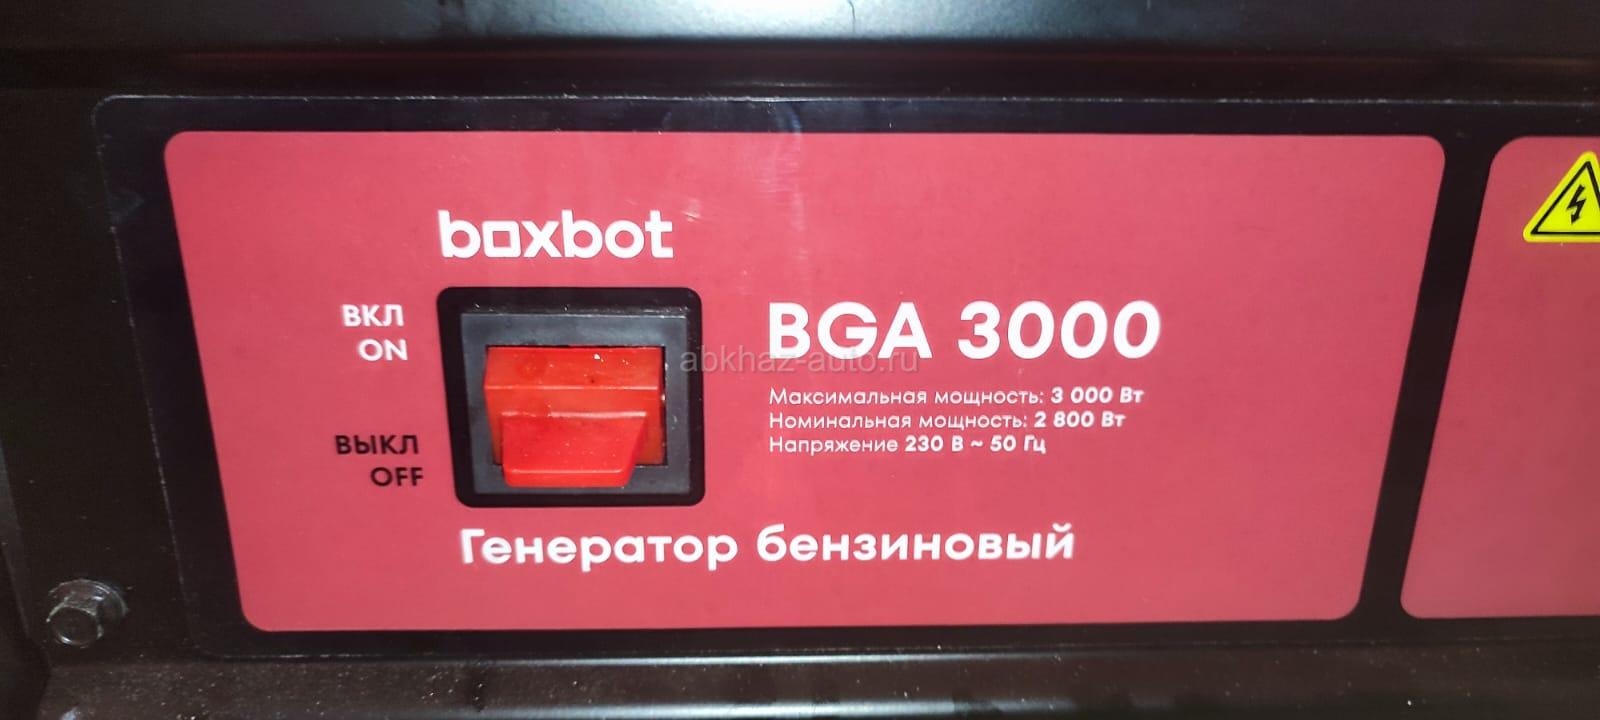 boxbot
ВКЛ
ON
ВЫКЛ
OFF
BGA 3000
abkhaz-auto.ru
Максимальная мощность: 3 000 Вт
Номинальная мощность: 2 800 Вт
Напряжение 230 В ~ 50 Гц
Генератор бензиновый